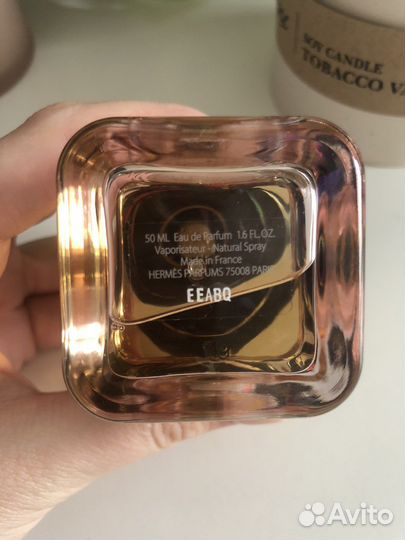 SOY CANDLE
TOBACCO
50 ML Eau de Parfum 1.6 FL.OZ.
Vaporisateur - Natural Spray
Made in France
HERMÈS PARFUMS 75008 PARIS
EEABQ
Avito